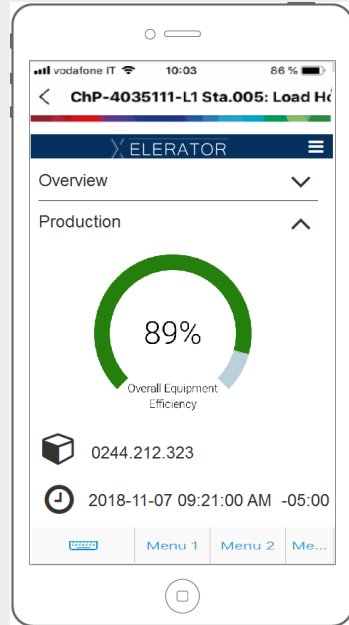 vodafone IT 10:03 86 %
ChP-4035111-L1 Sta.005: Load Ho
XELERATOR
Overview
Production
89%
Overall Equipment
Efficiency
0244.212.323
2018-11-07 09:21:00 AM -05:00
Menu 1 Menu 2 Me...